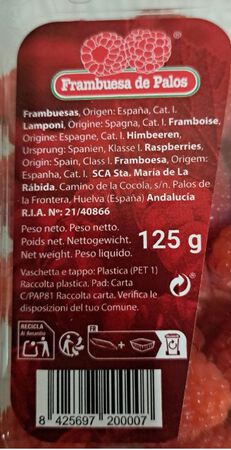 Frambuesa de Palos
®
Frambuesas, Origen: España, Cat. I.
Lamponi, Origine: Spagna, Cat. I. Framboise,
Origine: Espagne, Cat. I. Himbeeren,
Ursprung: Spanien, Klasse I. Raspberries,
Origin: Spain, Class I. Framboesa, Origem:
Espanha, Cat. I. SCA Sta. María de La
Rábida. Camino de la Cocola, s/n. Palos de
la Frontera, Huelva (España) Andalucía
R.I.A. Nº: 21/40866
Peso neto. Peso netto.
Poids net. Nettogewicht.
Net weight. Peso líquido.
125 g
Vaschetta e tappo: Plastica (PET 1)
Raccolta plastica. Pad: Carta
C/PAP81 Raccolta carta. Verifica le
disposizioni del tuo Comune.
RECICLA
Al Amarillo
FR
8 425697 200007